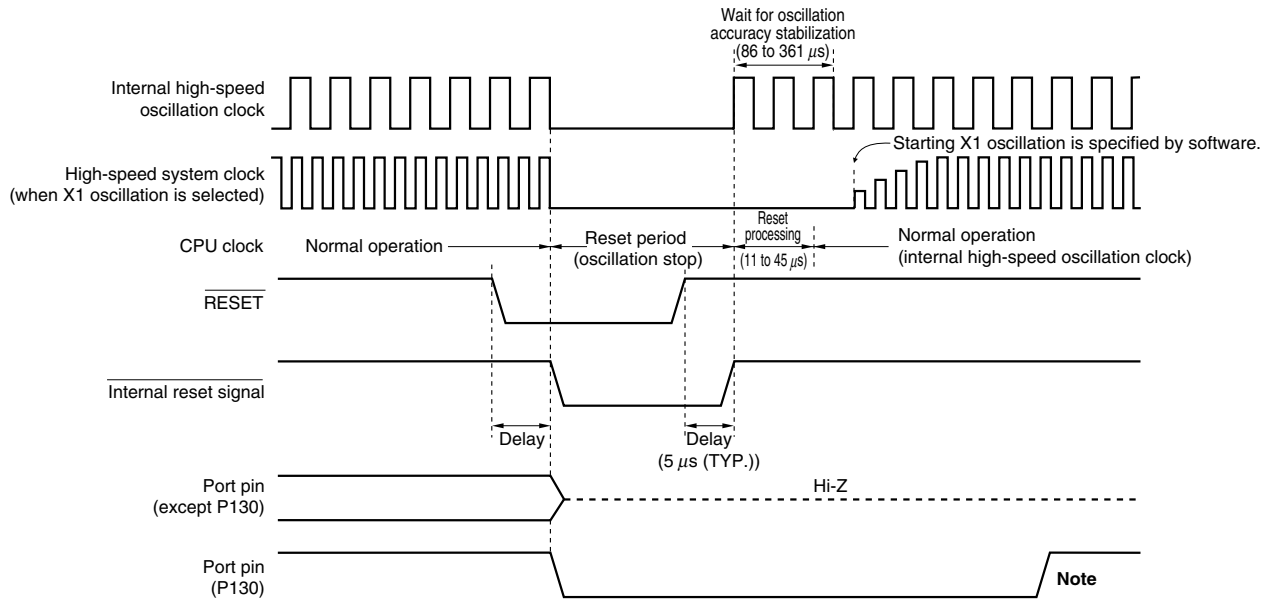 Wait for oscillation
accuracy stabilization
(86 to 361 μs)
Internal high-speed
oscillation clock
Starting X1 oscillation is specified by software.
High-speed system clock
(when X1 oscillation is selected)
CPU clock
Normal operation
Reset period
(oscillation stop)
Reset
processing
(11 to 45 μs)
Normal operation
(internal high-speed oscillation clock)
RESET
Internal reset signal
Delay
Delay
(5 μs (TYP.))
Port pin
(except P130)
Hi-Z
Port pin
(P130)
Note